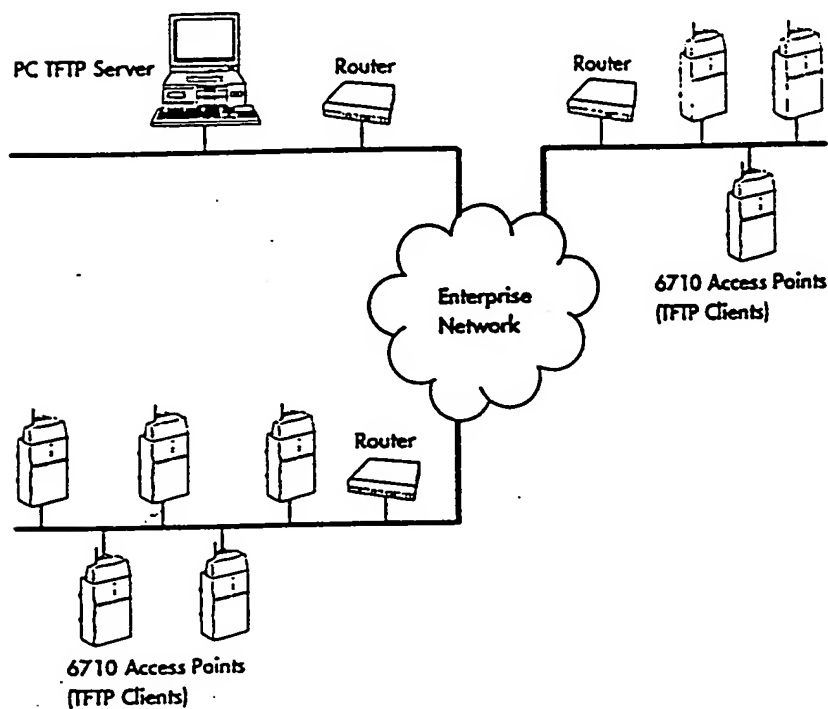 PC TFTP Server
Router
Router
6710 Access Points
(TFTP Clients)
Enterprise
Network
Router
6710 Access Points
(TFTP Clients)